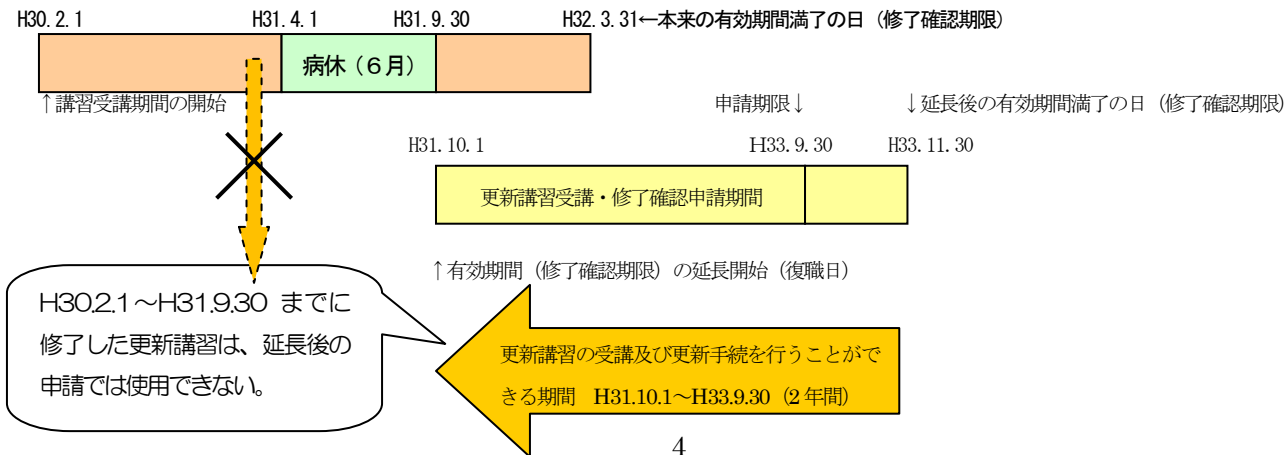 H30.2.1 H31.4.1 H31.9.30 H32.3.31←本来の有効期間満了の日（修了確認期限）
病休（６月）
↑講習受講期間の開始 申請期限↓ ↓延長後の有効期間満了の日（修了確認期限）
H31.10.1 H33.9.30 H33.11.30
更新講習受講・修了確認申請期間
↑有効期間（修了確認期限）の延長開始（復職日）
H30.2.1～H31.9.30 までに
修了した更新講習は、延長後の
申請では使用できない。
更新講習の受講及び更新手続を行うことがで
きる期間 H31.10.1～H33.9.30（2 年間）
4